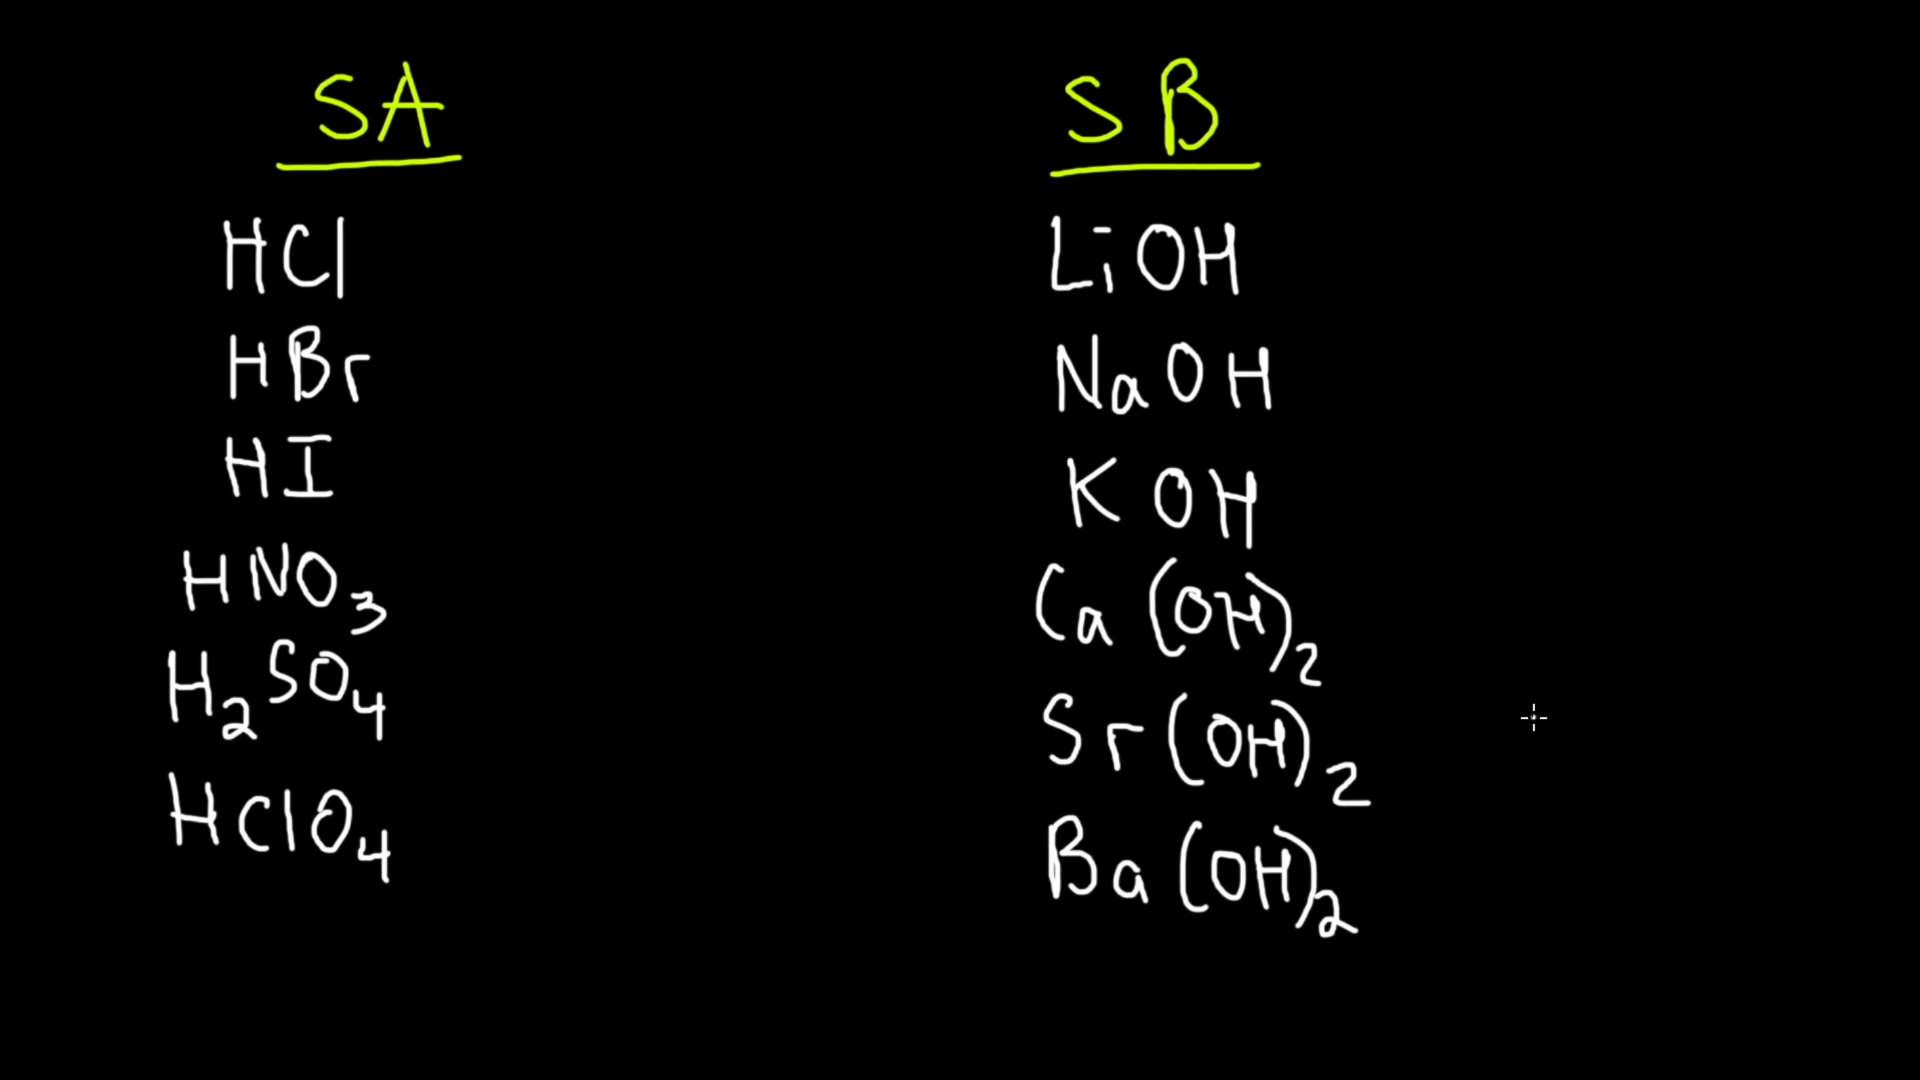 SA
HCl
HBr
HI
HNO₃
H₂SO₄
HClO₄
SB
LiOH
NaOH
KOH
Ca(OH)₂
Sr(OH)₂
Ba(OH)₂